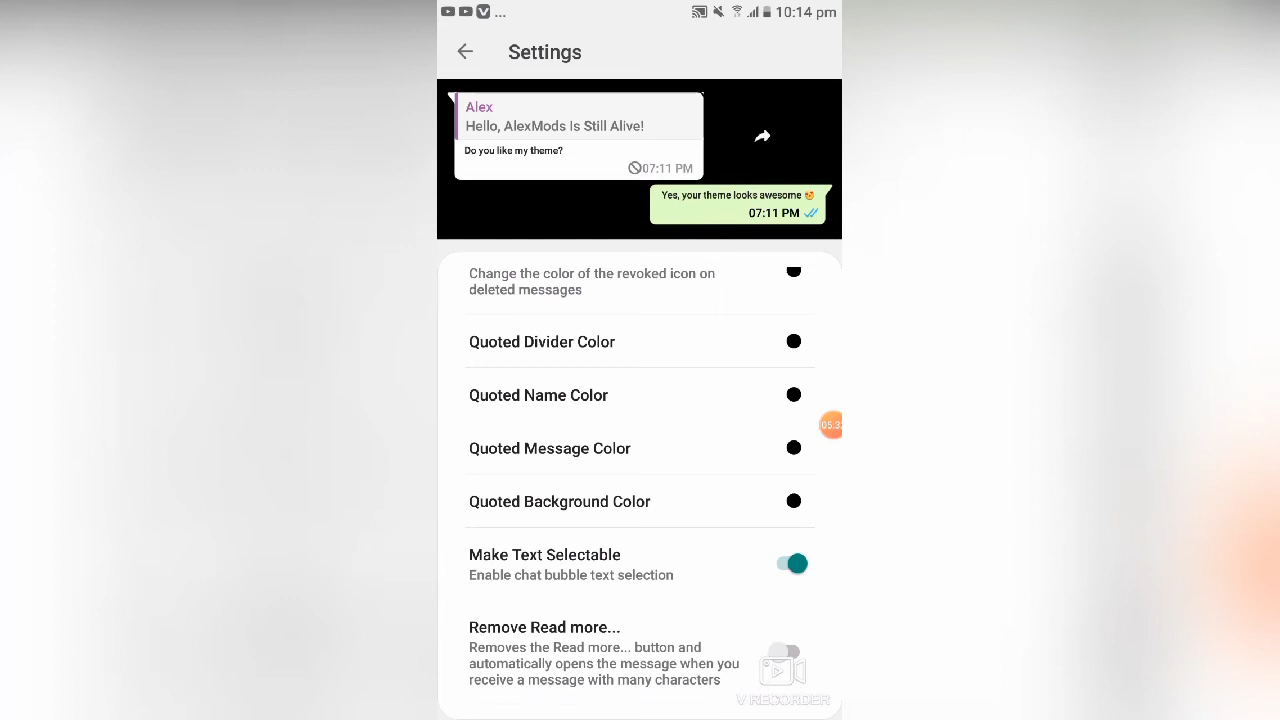 ... 10:14 pm
Settings
Alex
Hello, AlexMods Is Still Alive!
Do you like my theme?
07:11 PM
Yes, your theme looks awesome 🥰
07:11 PM
Change the color of the revoked icon on
deleted messages
Quoted Divider Color
Quoted Name Color
Quoted Message Color
05:3
Quoted Background Color
Make Text Selectable
Enable chat bubble text selection
Remove Read more...
Removes the Read more... button and
automatically opens the message when you
receive a message with many characters
V RECORDER